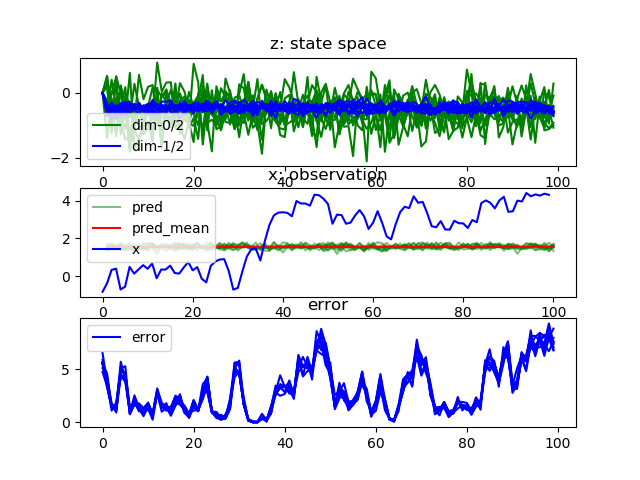 z: state space
0
−2
dim-0/2
dim-1/2
0 20 40 60 80 100
x: observation
4
2
0
pred
pred_mean
x
0 20 40 60 80 100
error
5
0
error
0 20 40 60 80 100